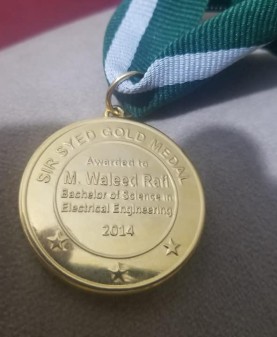 SIR SYED GOLD MEDAL
Awarded to
M. Waleed Rafi
Bachelor of Science in
Electrical Engineering
2014